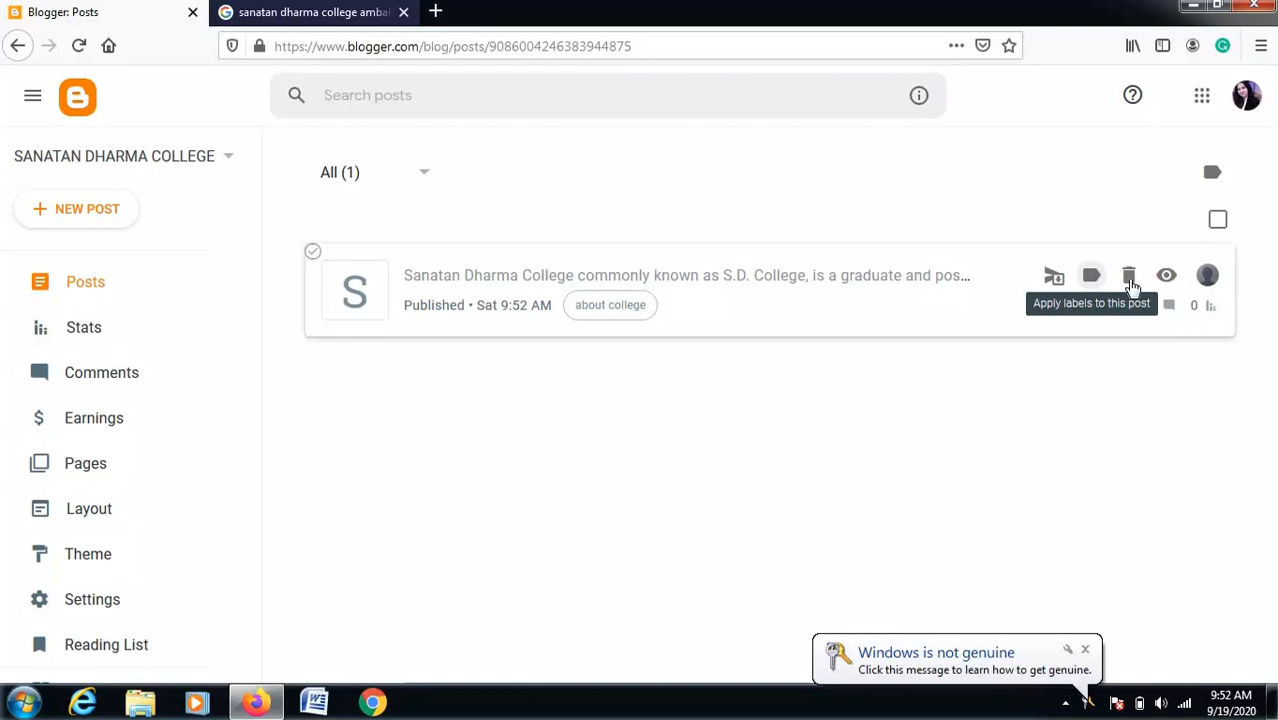 Blogger: Posts
sanatan dharma college amba
https://www.blogger.com/blog/posts/9086004246383944875
Search posts
SANATAN DHARMA COLLEGE
NEW POST
Posts
Stats
Comments
Earnings
Pages
Layout
Theme
Settings
Reading List
All (1)
S
Sanatan Dharma College commonly known as S.D. College, is a graduate and pos...
Published • Sat 9:52 AM
about college
Apply labels to this post
0
Windows is not genuine
Click this message to learn how to get genuine.
9:52 AM
9/19/2020